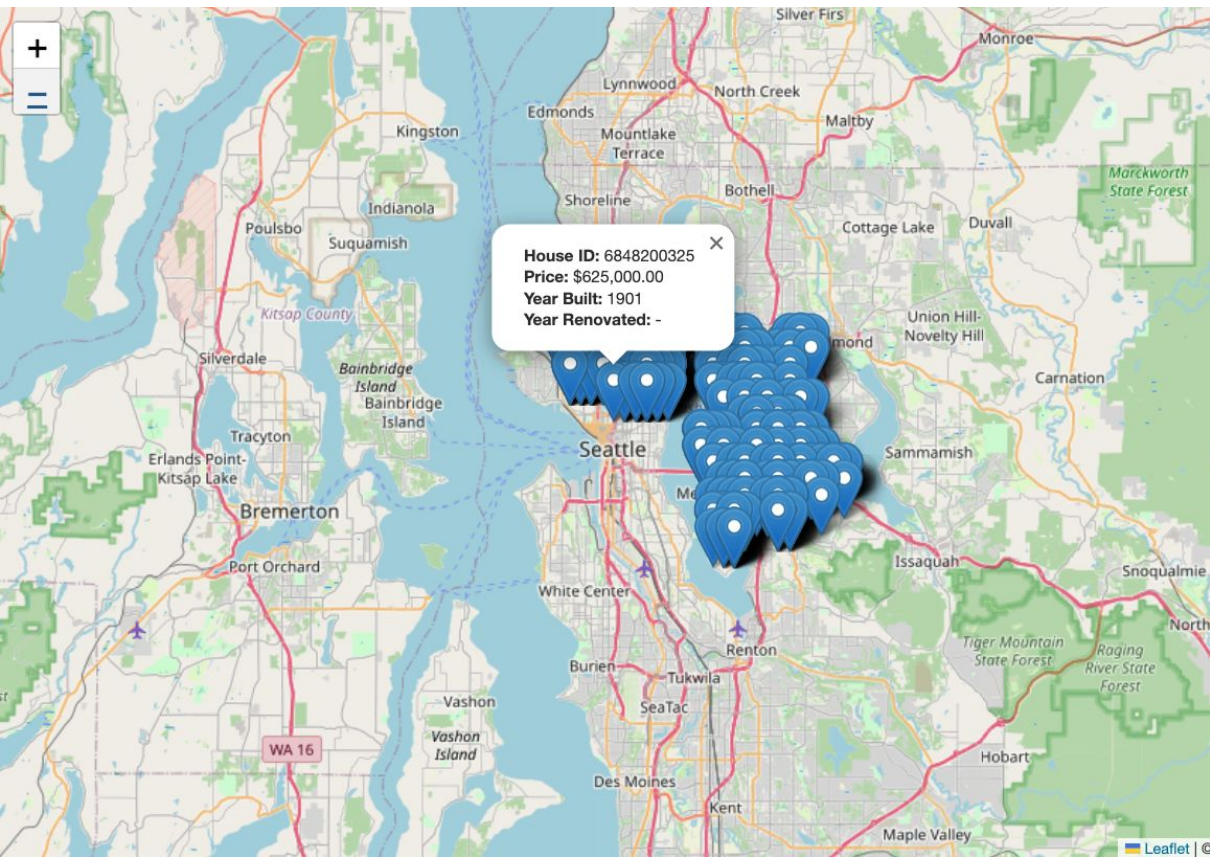 Silver Firs
+
Monroe
=
Lynnwood
North Creek
Edmonds
Maltby
Kingston
Mountlake
Terrace
Marckworth
State Forest
Bothell
Shoreline
Indianola
Duvall
Cottage Lake
Poulsbo
Suquamish
×
House ID: 6848200325
Price: $625,000.00
Year Built: 1901
Year Renovated: -
Kitsap County
Union Hill-
Novelty Hill
mond
Silverdale
Bainbridge
Island
Carnation
Bainbridge
Island
Tracyton
Seattle
Sammamish
Erlands Point-
Kitsap Lake
Me
Bremerton
Issaquah
Port Orchard
Snoqualmie
White Center
North
Tiger Mountain
State Forest
Raging
River State
Forest
Renton
Burien
Tukwila
st
Vashon
SeaTac
Vashon
Island
WA 16
Hobart
Des Moines
Kent
Maple Valley
Leaflet | ©